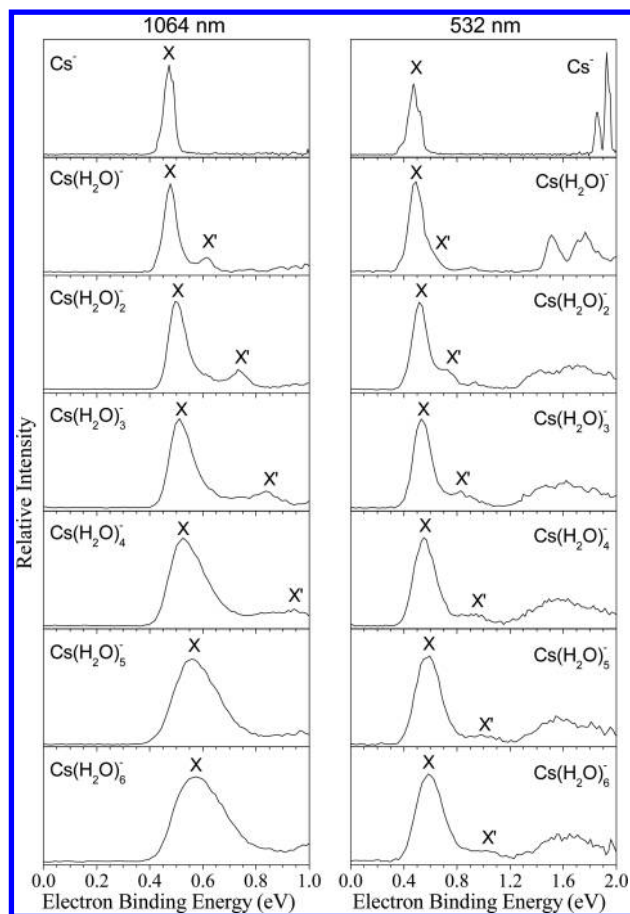 1064 nm
532 nm
Cs⁻
X
X
Cs⁻
Cs(H₂O)⁻
X
X'
X
X'
Cs(H₂O)⁻
Cs(H₂O)₂⁻
X
X'
X
X'
Cs(H₂O)₂⁻
Cs(H₂O)₃⁻
X
X'
X
X'
Cs(H₂O)₃⁻
Cs(H₂O)₄⁻
X
X'
X
X'
Cs(H₂O)₄⁻
Cs(H₂O)₅⁻
X
X
X'
Cs(H₂O)₅⁻
Cs(H₂O)₆⁻
X
X
X'
Cs(H₂O)₆⁻
Relative Intensity
0.0 0.2 0.4 0.6 0.8 1.0
0.0 0.4 0.8 1.2 1.6 2.0
Electron Binding Energy (eV)
Electron Binding Energy (eV)